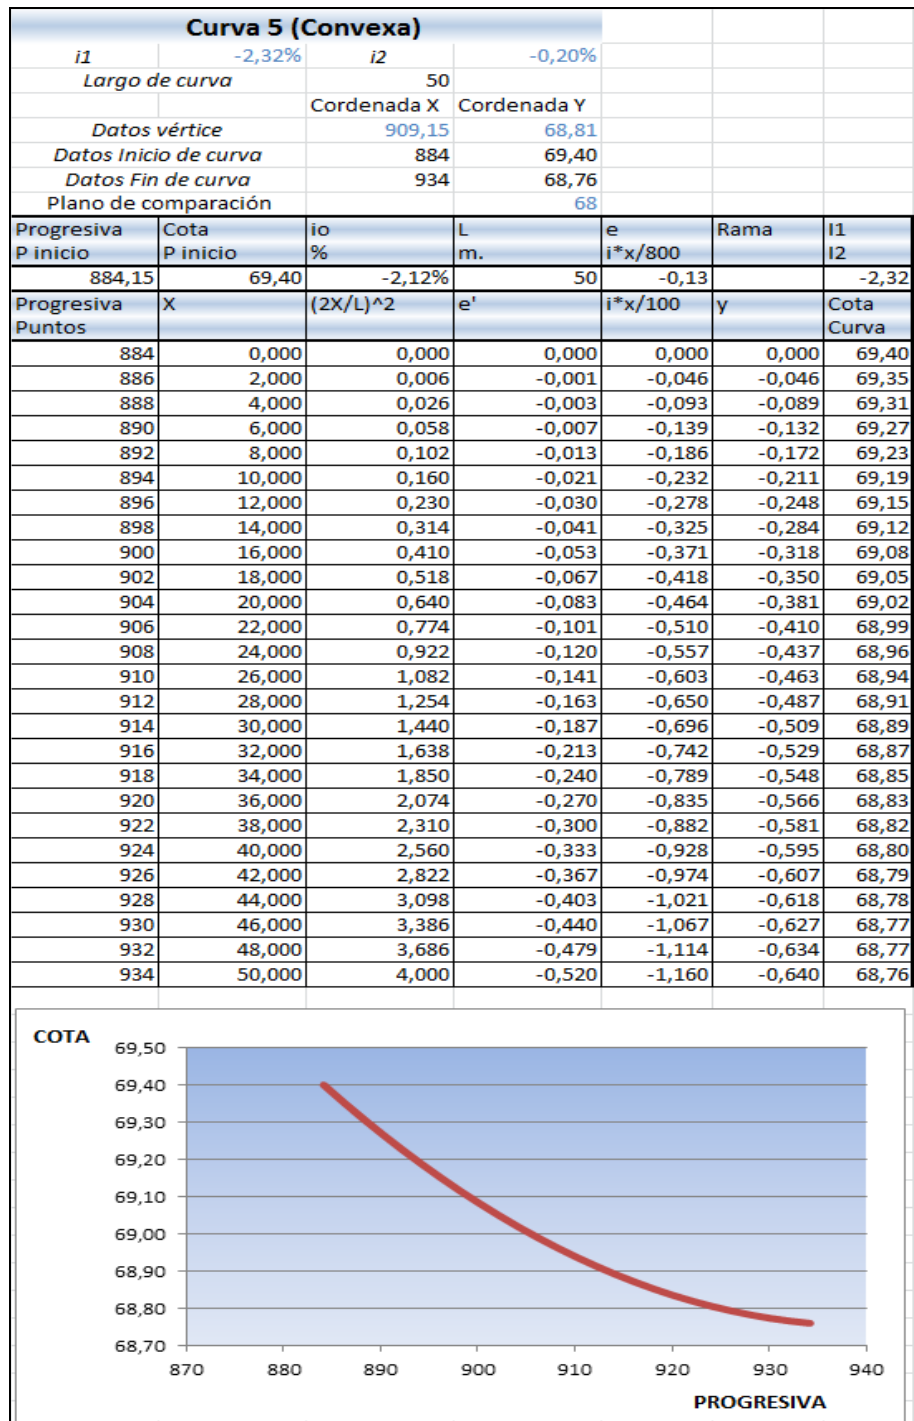 Curva 5 (Convexa)
i1 -2,32% i2 -0,20%
Largo de curva 50
Cordenada X Cordenada Y
Datos vértice 909,15 68,81
Datos Inicio de curva 884 69,40
Datos Fin de curva 934 68,76
Plano de comparación 68
Progresiva Cota io L e Rama I1
P inicio P inicio % m. i*x/800 I2
884,15 69,40 -2,12% 50 -0,13 -2,32
Progresiva X (2X/L)^2 e' i*x/100 y Cota
Puntos Curva
884 0,000 0,000 0,000 0,000 0,000 69,40
886 2,000 0,006 -0,001 -0,046 -0,046 69,35
888 4,000 0,026 -0,003 -0,093 -0,089 69,31
890 6,000 0,058 -0,007 -0,139 -0,132 69,27
892 8,000 0,102 -0,013 -0,186 -0,172 69,23
894 10,000 0,160 -0,021 -0,232 -0,211 69,19
896 12,000 0,230 -0,030 -0,278 -0,248 69,15
898 14,000 0,314 -0,041 -0,325 -0,284 69,12
900 16,000 0,410 -0,053 -0,371 -0,318 69,08
902 18,000 0,518 -0,067 -0,418 -0,350 69,05
904 20,000 0,640 -0,083 -0,464 -0,381 69,02
906 22,000 0,774 -0,101 -0,510 -0,410 68,99
908 24,000 0,922 -0,120 -0,557 -0,437 68,96
910 26,000 1,082 -0,141 -0,603 -0,463 68,94
912 28,000 1,254 -0,163 -0,650 -0,487 68,91
914 30,000 1,440 -0,187 -0,696 -0,509 68,89
916 32,000 1,638 -0,213 -0,742 -0,529 68,87
918 34,000 1,850 -0,240 -0,789 -0,548 68,85
920 36,000 2,074 -0,270 -0,835 -0,566 68,83
922 38,000 2,310 -0,300 -0,882 -0,581 68,82
924 40,000 2,560 -0,333 -0,928 -0,595 68,80
926 42,000 2,822 -0,367 -0,974 -0,607 68,79
928 44,000 3,098 -0,403 -1,021 -0,618 68,78
930 46,000 3,386 -0,440 -1,067 -0,627 68,77
932 48,000 3,686 -0,479 -1,114 -0,634 68,77
934 50,000 4,000 -0,520 -1,160 -0,640 68,76
COTA
69,50
69,40
69,30
69,20
69,10
69,00
68,90
68,80
68,70
870 880 890 900 910 920 930 940
PROGRESIVA